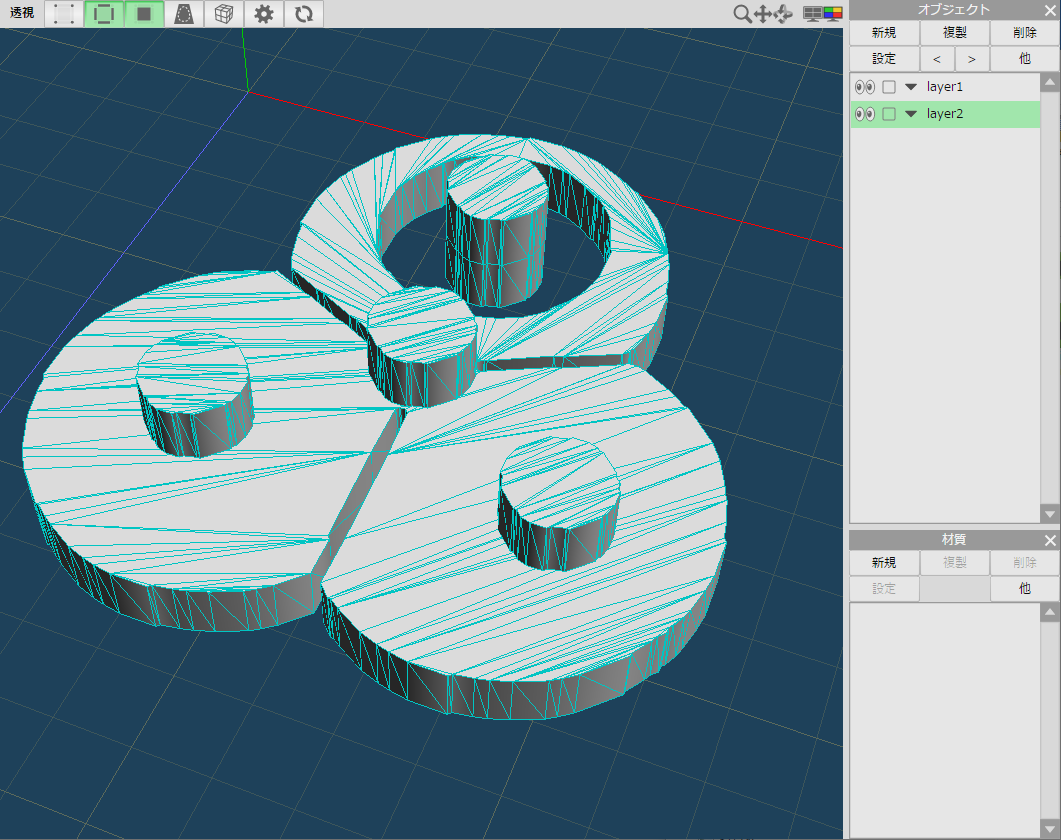 透視
オブジェクト
新規 複製 削除
設定 < > 他
layer1
layer2
材質
新規 複製 削除
設定 他